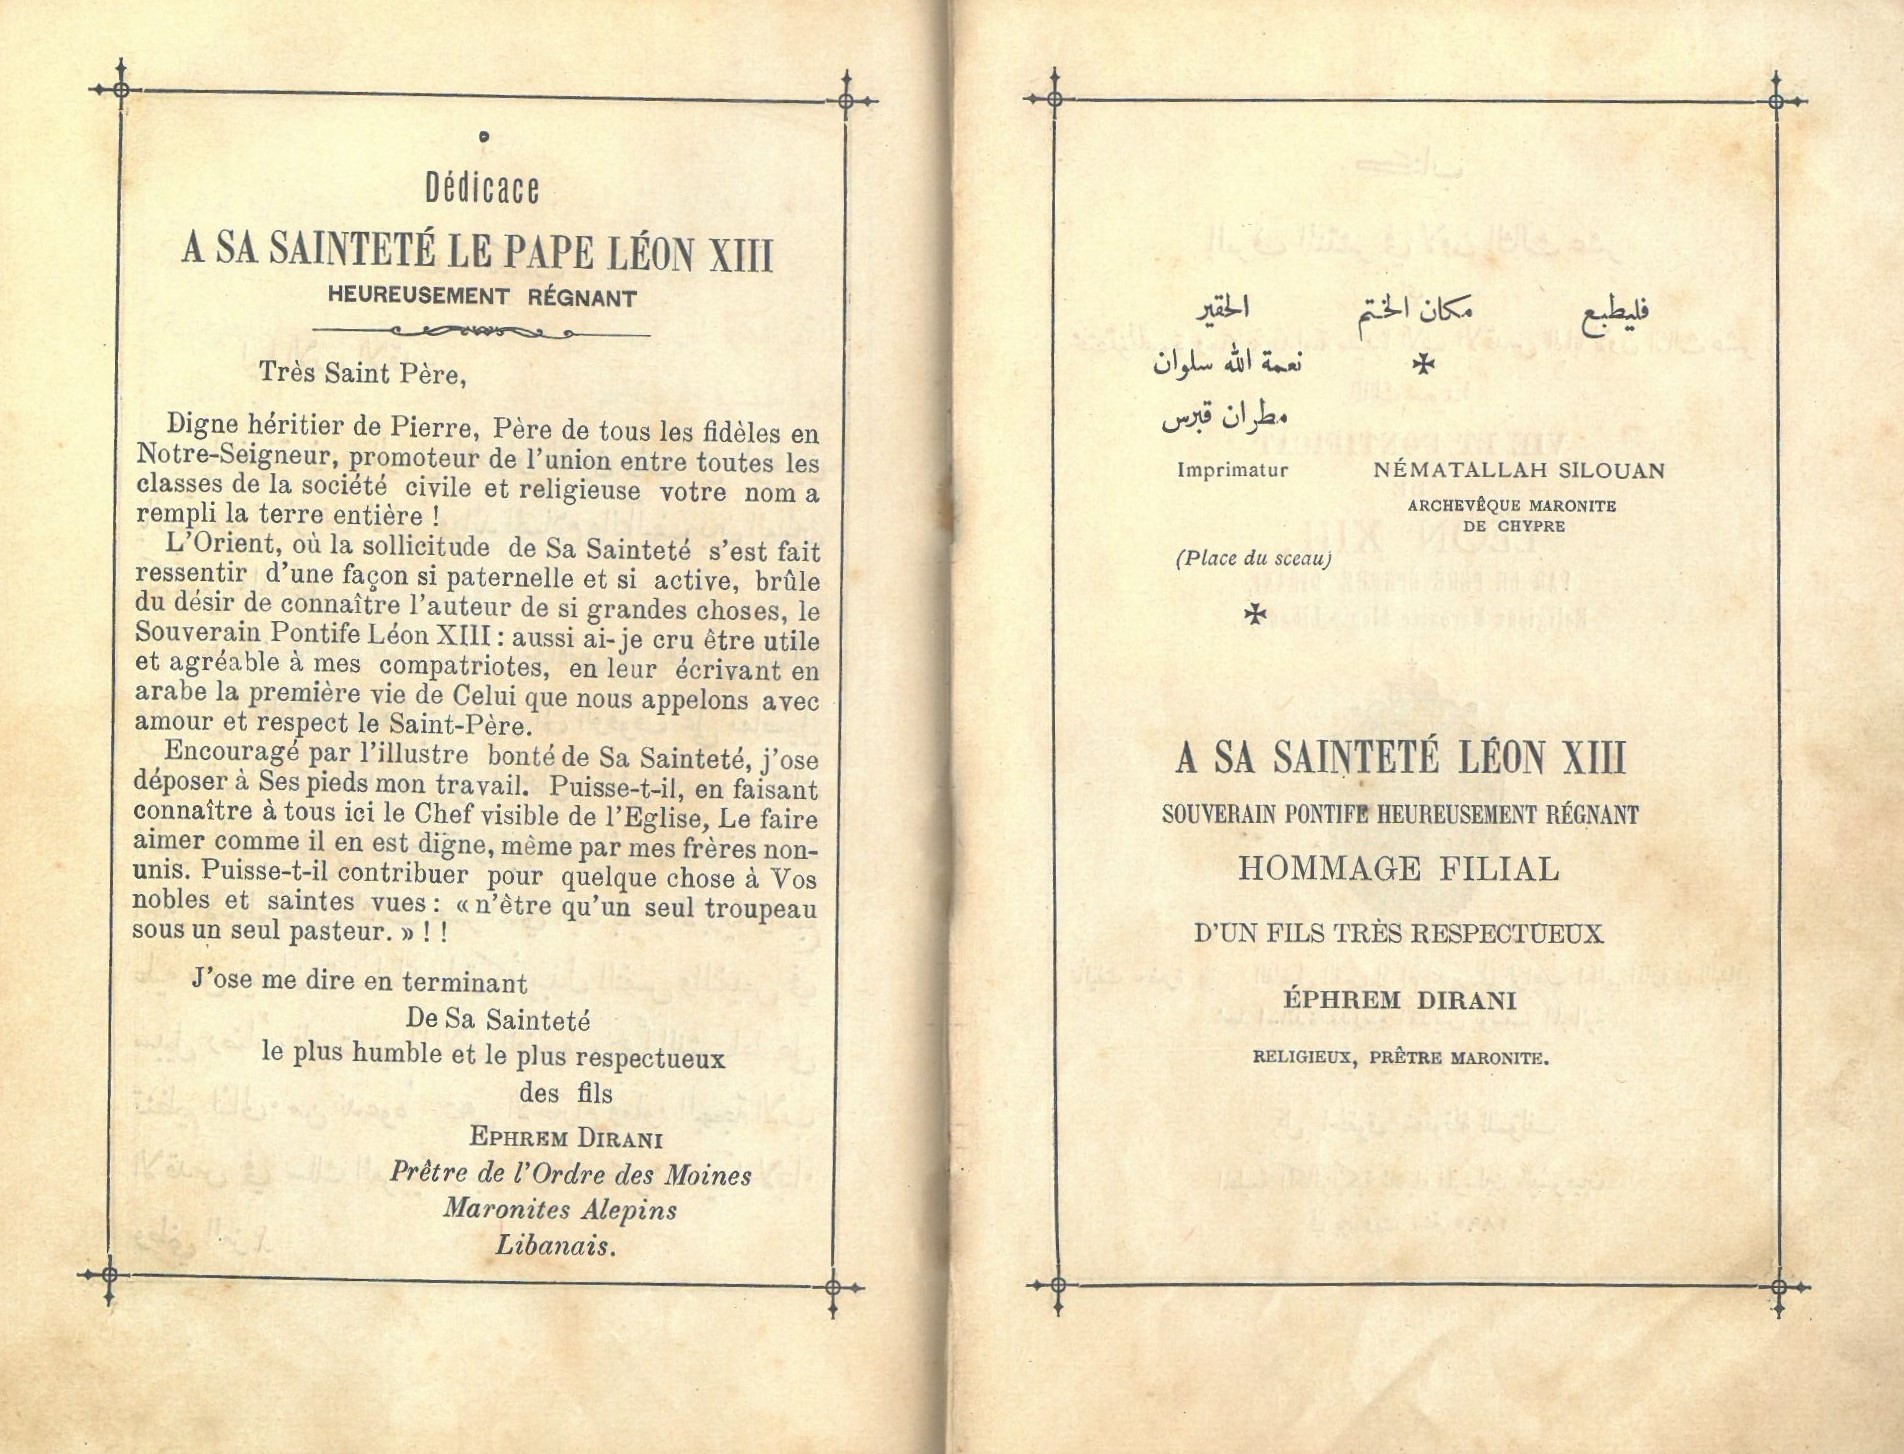 Dédicace
A SA SAINTETÉ LE PAPE LÉON XIII
HEUREUSEMENT RÉGNANT
Très Saint Père,
Digne héritier de Pierre, Père de tous les fidèles en
Notre-Seigneur, promoteur de l'union entre toutes les
classes de la société civile et religieuse votre nom a
rempli la terre entière !
L'Orient, où la sollicitude de Sa Sainteté s'est fait
ressentir d'une façon si paternelle et si active, brûle
du désir de connaître l'auteur de si grandes choses, le
Souverain Pontife Léon XIII : aussi ai-je cru être utile
et agréable à mes compatriotes, en leur écrivant en
arabe la première vie de Celui que nous appelons avec
amour et respect le Saint-Père.
Encouragé par l'illustre bonté de Sa Sainteté, j'ose
déposer à Ses pieds mon travail. Puisse-t-il, en faisant
connaître à tous ici le Chef visible de l'Eglise, Le faire
aimer comme il en est digne, même par mes frères non-
unis. Puisse-t-il contribuer pour quelque chose à Vos
nobles et saintes vues : « n'être qu'un seul troupeau
sous un seul pasteur. » ! !
J'ose me dire en terminant
De Sa Sainteté
le plus humble et le plus respectueux
des fils
EPHREM DIRANI
Prêtre de l'Ordre des Moines
Maronites Alepins
Libanais.
فليطبع مكان الختم الحقير
نعمة الله سلوان
مطران قبرس
Imprimatur NÉMATALLAH SILOUAN
ARCHEVÊQUE MARONITE
DE CHYPRE
(Place du sceau)
A SA SAINTETÉ LÉON XIII
SOUVERAIN PONTIFE HEUREUSEMENT RÉGNANT
HOMMAGE FILIAL
D'UN FILS TRÈS RESPECTUEUX
ÉPHREM DIRANI
RELIGIEUX, PRÊTRE MARONITE.